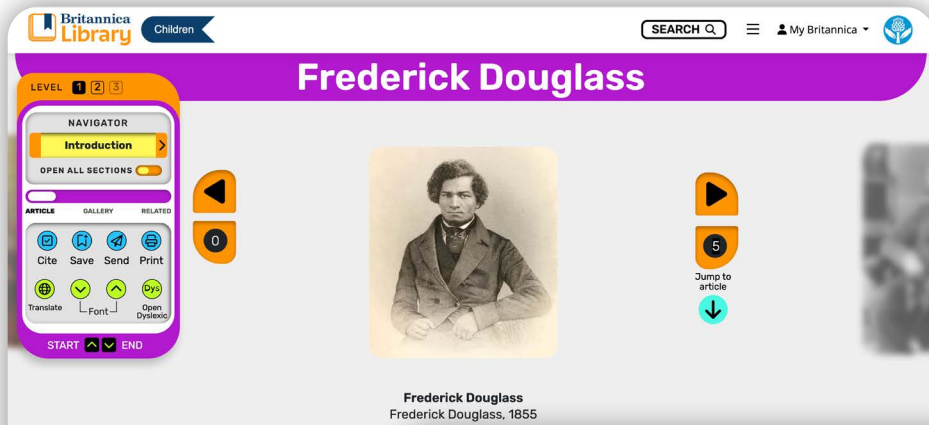 Britannica
Library
Children
SEARCH
My Britannica
Frederick Douglass
LEVEL 1 2 3
NAVIGATOR
Introduction
OPEN ALL SECTIONS
ARTICLE GALLERY RELATED
Cite Save Send Print
Dys
Translate Font Open
Dyslexic
START END
0
5
Jump to
article
Frederick Douglass
Frederick Douglass, 1855